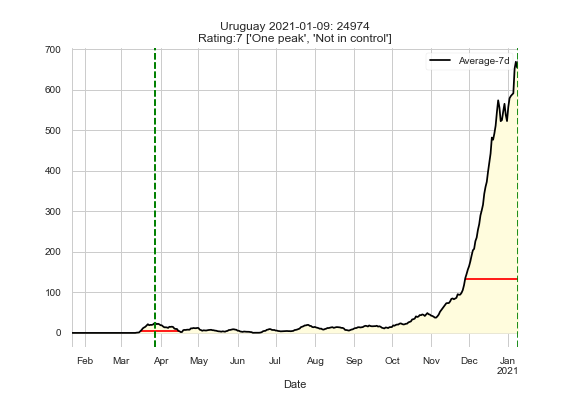 Uruguay 2021-01-09: 24974
Rating:7 ['One peak', 'Not in control']
Average-7d
700
600
500
400
300
200
100
0
Feb Mar Apr May Jun Jul Aug Sep Oct Nov Dec Jan
2021
Date